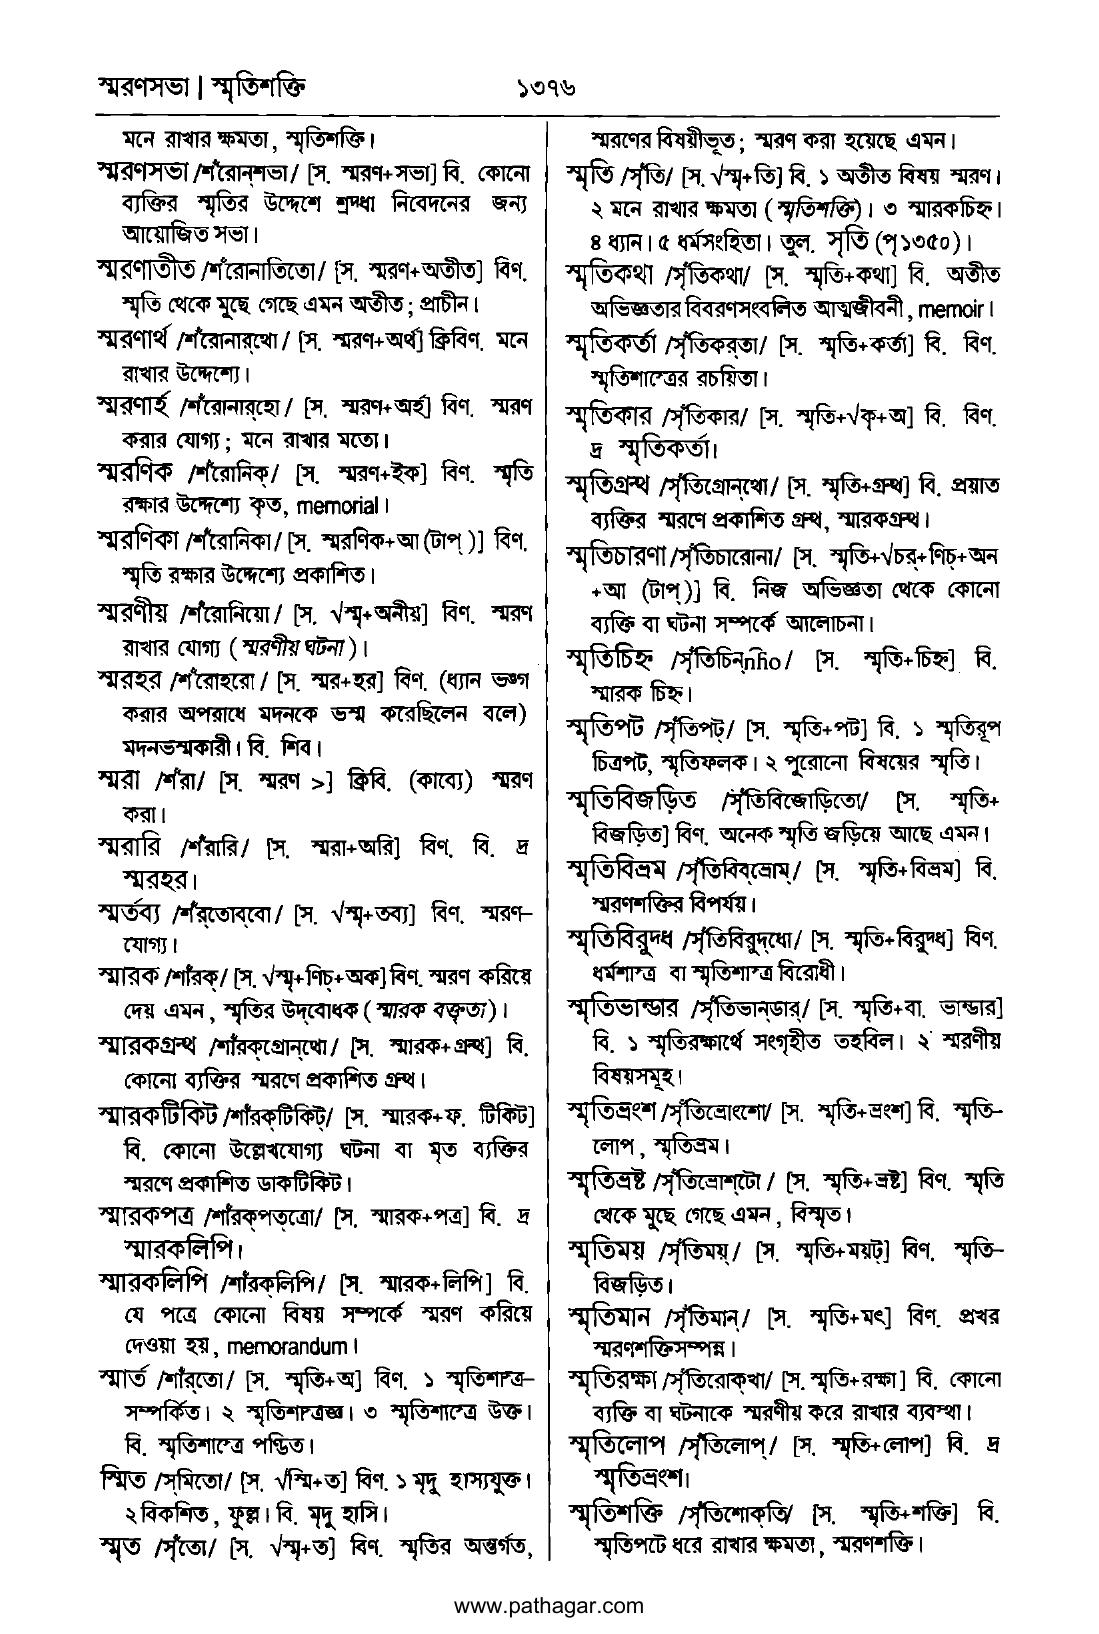 স্মরণসভা | স্মৃতিশক্তি
১৩৭৬
মনে রাখার ক্ষমতা, স্মৃতিশক্তি।
স্মরণসভা /শঁরোন্‌শভা/ [স. স্মরণ+সভা] বি. কোনো
ব্যক্তির স্মৃতির উদ্দেশে শ্রদ্ধা নিবেদনের জন্য
আয়োজিত সভা।
স্মরণাতীত /শঁরোনাতিতো/ [স. স্মরণ+অতীত] বিণ.
স্মৃতি থেকে মুছে গেছে এমন অতীত; প্রাচীন।
স্মরণার্থ /শঁরোনার্‌থো/ [স. স্মরণ+অর্থ] ক্রিবিণ. মনে
রাখার উদ্দেশ্যে।
স্মরণার্হ /শঁরোনার্‌হো/ [স. স্মরণ+অর্হ] বিণ. স্মরণ
করার যোগ্য; মনে রাখার মতো।
স্মরণিক /শঁরোনিক্/ [স. স্মরণ+ইক] বিণ. স্মৃতি
রক্ষার উদ্দেশ্যে কৃত, memorial।
স্মরণিকা /শঁরোনিকা/ [স. স্মরণিক+আ (টাপ্)] বিণ.
স্মৃতি রক্ষার উদ্দেশ্যে প্রকাশিত।
স্মরণীয় /শঁরোনিয়ো/ [স. √স্মৃ+অনীয়] বিণ. স্মরণ
রাখার যোগ্য (স্মরণীয় ঘটনা)।
স্মরহর /শঁরোহরো/ [স. স্মর+হর] বিণ. (ধ্যান ভঙ্গ
করার অপরাধে মদনকে ভস্ম করেছিলেন বলে)
মদনভস্মকারী। বি. শিব।
স্মরা /শঁরা/ [স. স্মরণ >] ক্রিবি. (কাব্যে) স্মরণ
করা।
স্মরারি /শঁরারি/ [স. স্মরা+অরি] বিণ. বি. দ্র
স্মরহর।
স্মর্তব্য /শঁর্‌তোব্‌বো/ [স. √স্মৃ+তব্য] বিণ. স্মরণ–
যোগ্য।
স্মারক /শাঁরক্/ [স. √স্মৃ+ণিচ্+অক] বিণ. স্মরণ করিয়ে
দেয় এমন, স্মৃতির উদ্‌বোধক (স্মারক বক্তৃতা)।
স্মারকগ্রন্থ /শাঁরক্‌গ্রোন্‌থো/ [স. স্মারক+গ্রন্থ] বি.
কোনো ব্যক্তির স্মরণে প্রকাশিত গ্রন্থ।
স্মারকটিকিট /শাঁরক্‌টিকিট্/ [স. স্মারক+ফ. টিকিট]
বি. কোনো উল্লেখযোগ্য ঘটনা বা মৃত ব্যক্তির
স্মরণে প্রকাশিত ডাকটিকিট।
স্মারকপত্র /শাঁরক্‌পত্‌ত্রো/ [স. স্মারক+পত্র] বি. দ্র
স্মারকলিপি।
স্মারকলিপি /শাঁরক্‌লিপি/ [স. স্মারক+লিপি] বি.
যে পত্রে কোনো বিষয় সম্পর্কে স্মরণ করিয়ে
দেওয়া হয়, memorandum।
স্মার্ত /শাঁর্‌তো/ [স. স্মৃতি+অ] বিণ. ১ স্মৃতিশাস্ত্র–
সম্পর্কিত। ২ স্মৃতিশাস্ত্রজ্ঞ। ৩ স্মৃতিশাস্ত্রে উক্ত।
বি. স্মৃতিশাস্ত্রে পণ্ডিত।
স্মিত /স্‌মিতো/ [স. √স্মি+ত] বিণ. ১ মৃদু হাস্যযুক্ত।
২ বিকশিত, ফুল্ল। বি. মৃদু হাসি।
স্মৃত /সৃঁতো/ [স. √স্মৃ+ত] বিণ. স্মৃতির অন্তর্গত,
স্মরণের বিষয়ীভূত; স্মরণ করা হয়েছে এমন।
স্মৃতি /সৃঁতি/ [স. √স্মৃ+তি] বি. ১ অতীত বিষয় স্মরণ।
২ মনে রাখার ক্ষমতা (স্মৃতিশক্তি)। ৩ স্মারকচিহ্ন।
৪ ধ্যান। ৫ ধর্মসংহিতা। তুল. সৃতি (পৃ ১৩৫০)।
স্মৃতিকথা /সৃঁতিকথা/ [স. স্মৃতি+কথা] বি. অতীত
অভিজ্ঞতার বিবরণসংবলিত আত্মজীবনী, memoir।
স্মৃতিকর্তা /সৃঁতিকর্‌তা/ [স. স্মৃতি+কর্তা] বি. বিণ.
স্মৃতিশাস্ত্রের রচয়িতা।
স্মৃতিকার /সৃঁতিকার/ [স. স্মৃতি+√কৃ+অ] বি. বিণ.
দ্র স্মৃতিকর্তা।
স্মৃতিগ্রন্থ /সৃঁতিগ্রোন্‌থো/ [স. স্মৃতি+গ্রন্থ] বি. প্রয়াত
ব্যক্তির স্মরণে প্রকাশিত গ্রন্থ, স্মারকগ্রন্থ।
স্মৃতিচারণা /সৃঁতিচারোনা/ [স. স্মৃতি+√চর্+ণিচ্+অন
+আ (টাপ্)] বি. নিজ অভিজ্ঞতা থেকে কোনো
ব্যক্তি বা ঘটনা সম্পর্কে আলোচনা।
স্মৃতিচিহ্ন /সৃঁতিচিন্‌nho/ [স. স্মৃতি+চিহ্ন] বি.
স্মারক চিহ্ন।
স্মৃতিপট /সৃঁতিপট্/ [স. স্মৃতি+পট] বি. ১ স্মৃতিরূপ
চিত্রপট, স্মৃতিফলক। ২ পুরোনো বিষয়ের স্মৃতি।
স্মৃতিবিজড়িত /সৃঁতিবিজোড়িতো/ [স. স্মৃতি+
বিজড়িত] বিণ. অনেক স্মৃতি জড়িয়ে আছে এমন।
স্মৃতিবিভ্রম /সৃঁতিবিব্‌ভ্রোম্/ [স. স্মৃতি+বিভ্রম] বি.
স্মরণশক্তির বিপর্যয়।
স্মৃতিবিরুদ্ধ /সৃঁতিবিরুদ্‌ধো/ [স. স্মৃতি+বিরুদ্ধ] বিণ.
ধর্মশাস্ত্র বা স্মৃতিশাস্ত্র বিরোধী।
স্মৃতিভান্ডার /সৃঁতিভান্‌ডার্/ [স. স্মৃতি+বা. ভান্ডার]
বি. ১ স্মৃতিরক্ষার্থে সংগৃহীত তহবিল। ২ স্মরণীয়
বিষয়সমূহ।
স্মৃতিভ্রংশ /সৃঁতিভ্রোংশো/ [স. স্মৃতি+ভ্রংশ] বি. স্মৃতি–
লোপ, স্মৃতিভ্রম।
স্মৃতিভ্রষ্ট /সৃঁতিভ্রোশ্‌টো/ [স. স্মৃতি+ভ্রষ্ট] বিণ. স্মৃতি
থেকে মুছে গেছে এমন, বিস্মৃত।
স্মৃতিময় /সৃঁতিময়্/ [স. স্মৃতি+ময়ট্] বিণ. স্মৃতি–
বিজড়িত।
স্মৃতিমান /সৃঁতিমান্/ [স. স্মৃতি+মৎ] বিণ. প্রখর
স্মরণশক্তিসম্পন্ন।
স্মৃতিরক্ষা /সৃঁতিরোক্‌খা/ [স. স্মৃতি+রক্ষা] বি. কোনো
ব্যক্তি বা ঘটনাকে স্মরণীয় করে রাখার ব্যবস্থা।
স্মৃতিলোপ /সৃঁতিলোপ্/ [স. স্মৃতি+লোপ] বি. দ্র
স্মৃতিভ্রংশ।
স্মৃতিশক্তি /সৃঁতিশোক্‌তি/ [স. স্মৃতি+শক্তি] বি.
স্মৃতিপটে ধরে রাখার ক্ষমতা, স্মরণশক্তি।
www.pathagar.com